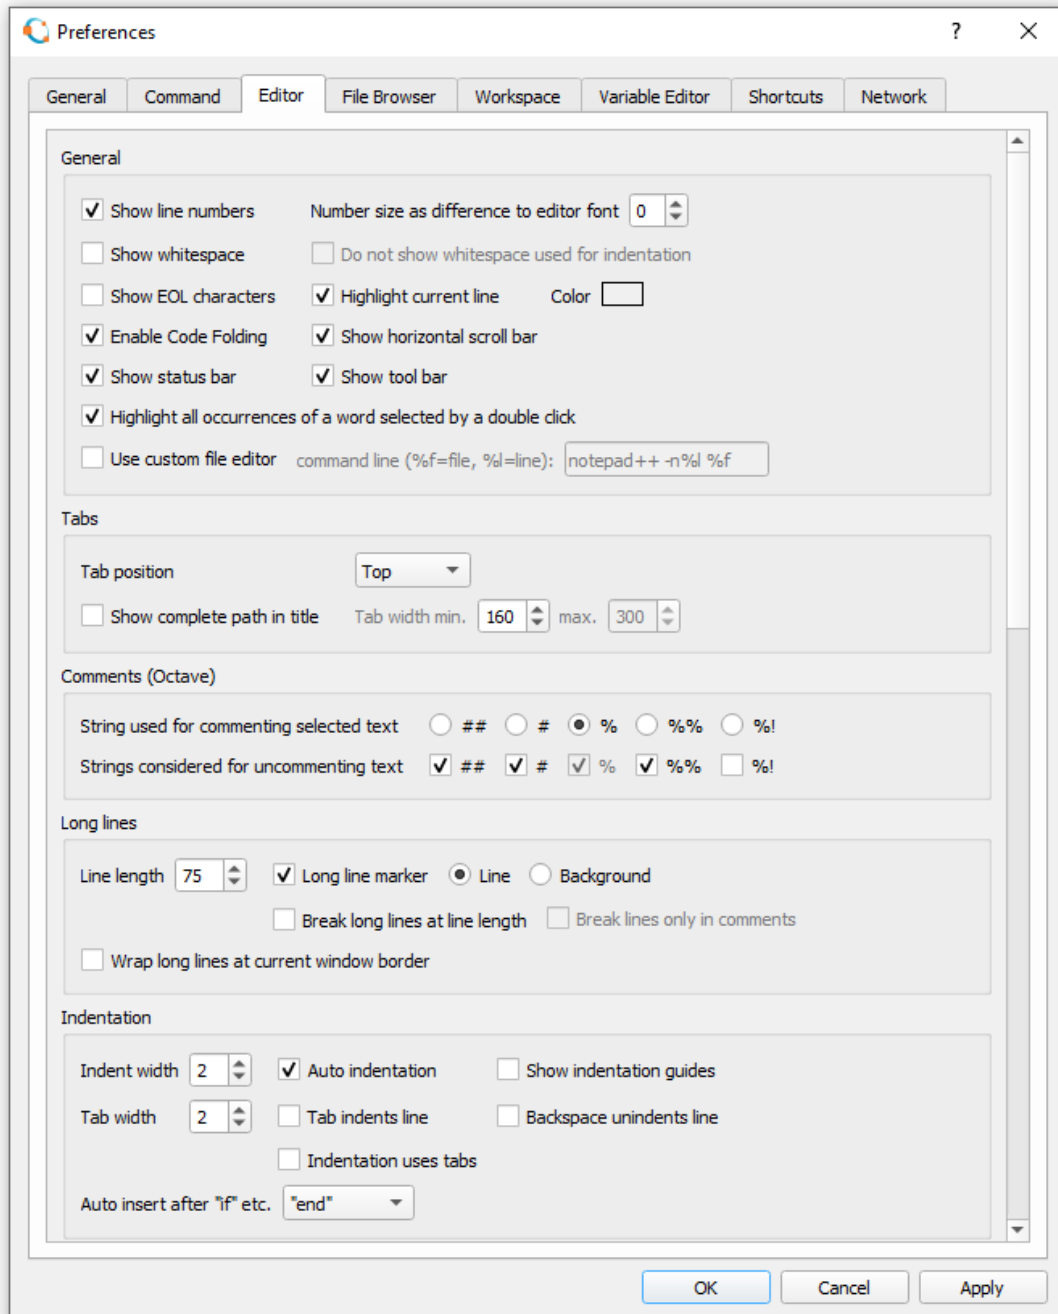 Preferences ?
General Command Editor File Browser Workspace Variable Editor Shortcuts Network
General
Show line numbers Number size as difference to editor font 0
Show whitespace Do not show whitespace used for indentation
Show EOL characters Highlight current line Color
Enable Code Folding Show horizontal scroll bar
Show status bar Show tool bar
Highlight all occurrences of a word selected by a double click
Use custom file editor command line (%f=file, %l=line): notepad++ -n%l %f
Tabs
Tab position Top
Show complete path in title Tab width min. 160 max. 300
Comments (Octave)
String used for commenting selected text ## # % %% %!
Strings considered for uncommenting text ## # % %% %!
Long lines
Line length 75 Long line marker Line Background
Break long lines at line length Break lines only in comments
Wrap long lines at current window border
Indentation
Indent width 2 Auto indentation Show indentation guides
Tab width 2 Tab indents line Backspace unindents line
Indentation uses tabs
Auto insert after "if" etc. "end"
OK Cancel Apply